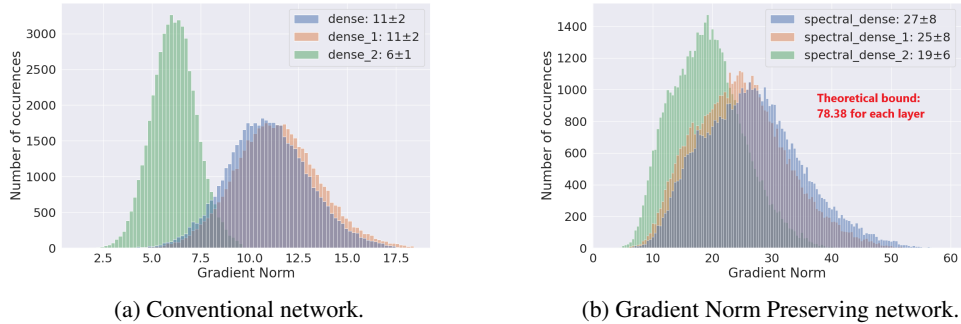 3000
2500
2000
1500
1000
500
0
Number of occurences
dense: 11±2
dense_1: 11±2
dense_2: 6±1
2.5 5.0 7.5 10.0 12.5 15.0 17.5
Gradient Norm
(a) Conventional network.
1400
1200
1000
800
600
400
200
0
Number of occurences
spectral_dense: 27±8
spectral_dense_1: 25±8
spectral_dense_2: 19±6
Theoretical bound:
78.38 for each layer
0 10 20 30 40 50 60
Gradient Norm
(b) Gradient Norm Preserving network.